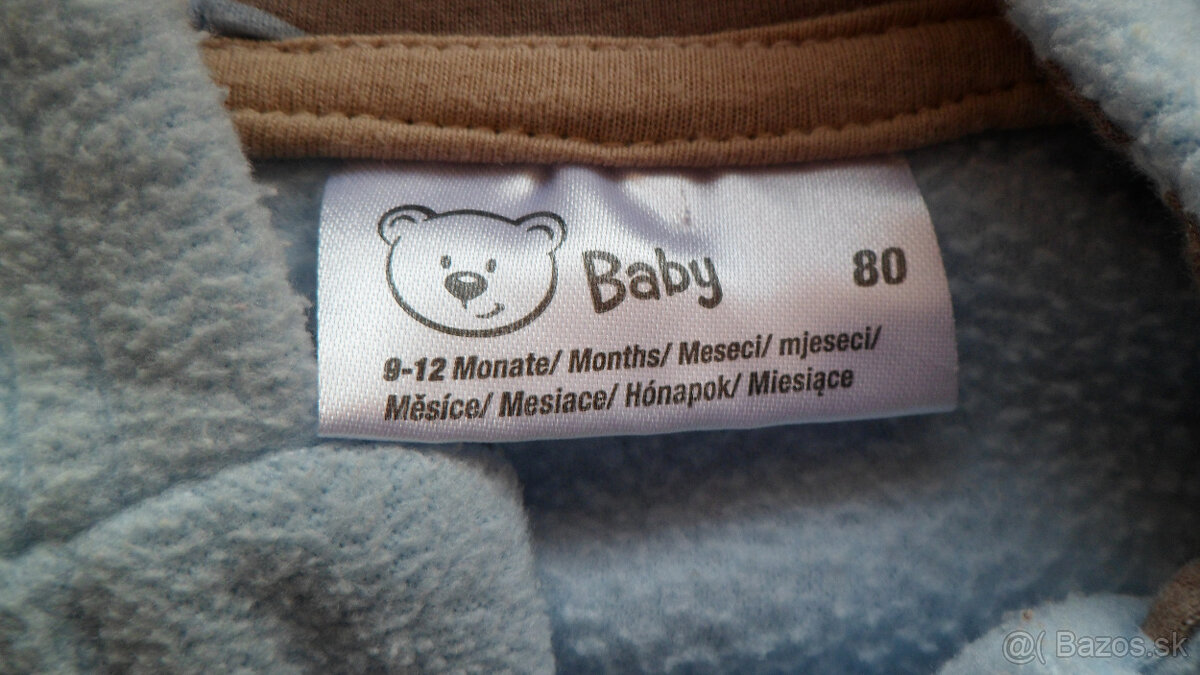 Baby 80
9-12 Monate/ Months/ Meseci/ mjeseci/
Měsíce/ Mesiace/ Hónapok/ Miesiące
@( Bazos.sk